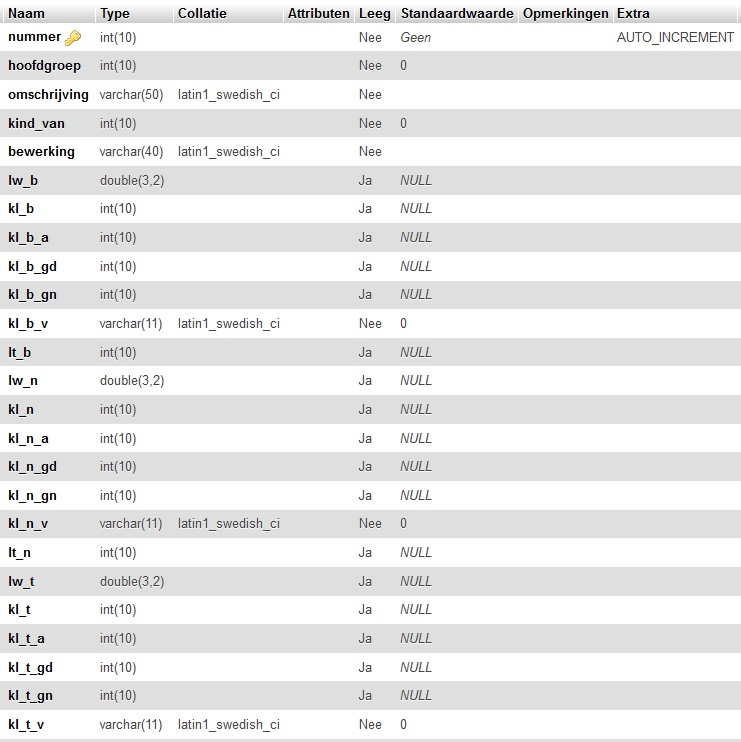 Naam Type Collatie Attributen Leeg Standaardwaarde Opmerkingen Extra
nummer int(10) Nee Geen AUTO_INCREMENT
hoofdgroep int(10) Nee 0
omschrijving varchar(50) latin1_swedish_ci Nee
kind_van int(10) Nee 0
bewerking varchar(40) latin1_swedish_ci Nee
lw_b double(3,2) Ja NULL
kl_b int(10) Ja NULL
kl_b_a int(10) Ja NULL
kl_b_gd int(10) Ja NULL
kl_b_gn int(10) Ja NULL
kl_b_v varchar(11) latin1_swedish_ci Nee 0
lt_b int(10) Ja NULL
lw_n double(3,2) Ja NULL
kl_n int(10) Ja NULL
kl_n_a int(10) Ja NULL
kl_n_gd int(10) Ja NULL
kl_n_gn int(10) Ja NULL
kl_n_v varchar(11) latin1_swedish_ci Nee 0
lt_n int(10) Ja NULL
lw_t double(3,2) Ja NULL
kl_t int(10) Ja NULL
kl_t_a int(10) Ja NULL
kl_t_gd int(10) Ja NULL
kl_t_gn int(10) Ja NULL
kl_t_v varchar(11) latin1_swedish_ci Nee 0